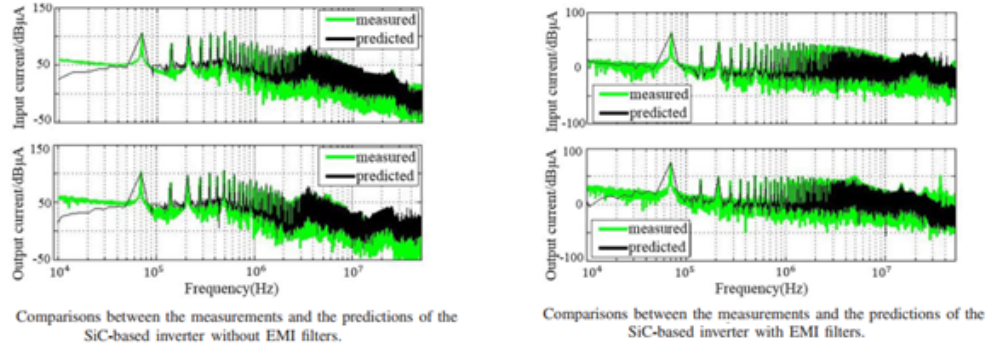 150
50
-50
Input current/dBμA
measured
predicted
150
50
-50
Output current/dBμA
measured
predicted
10⁴
10⁵
10⁶
10⁷
Frequency(Hz)
Comparisons between the measurements and the predictions of the
SiC-based inverter without EMI filters.
100
0
-100
Input current/dBμA
measured
predicted
100
0
-100
Output current/dBμA
measured
predicted
10⁴
10⁵
10⁶
10⁷
Frequency(Hz)
Comparisons between the measurements and the predictions of the
SiC-based inverter with EMI filters.